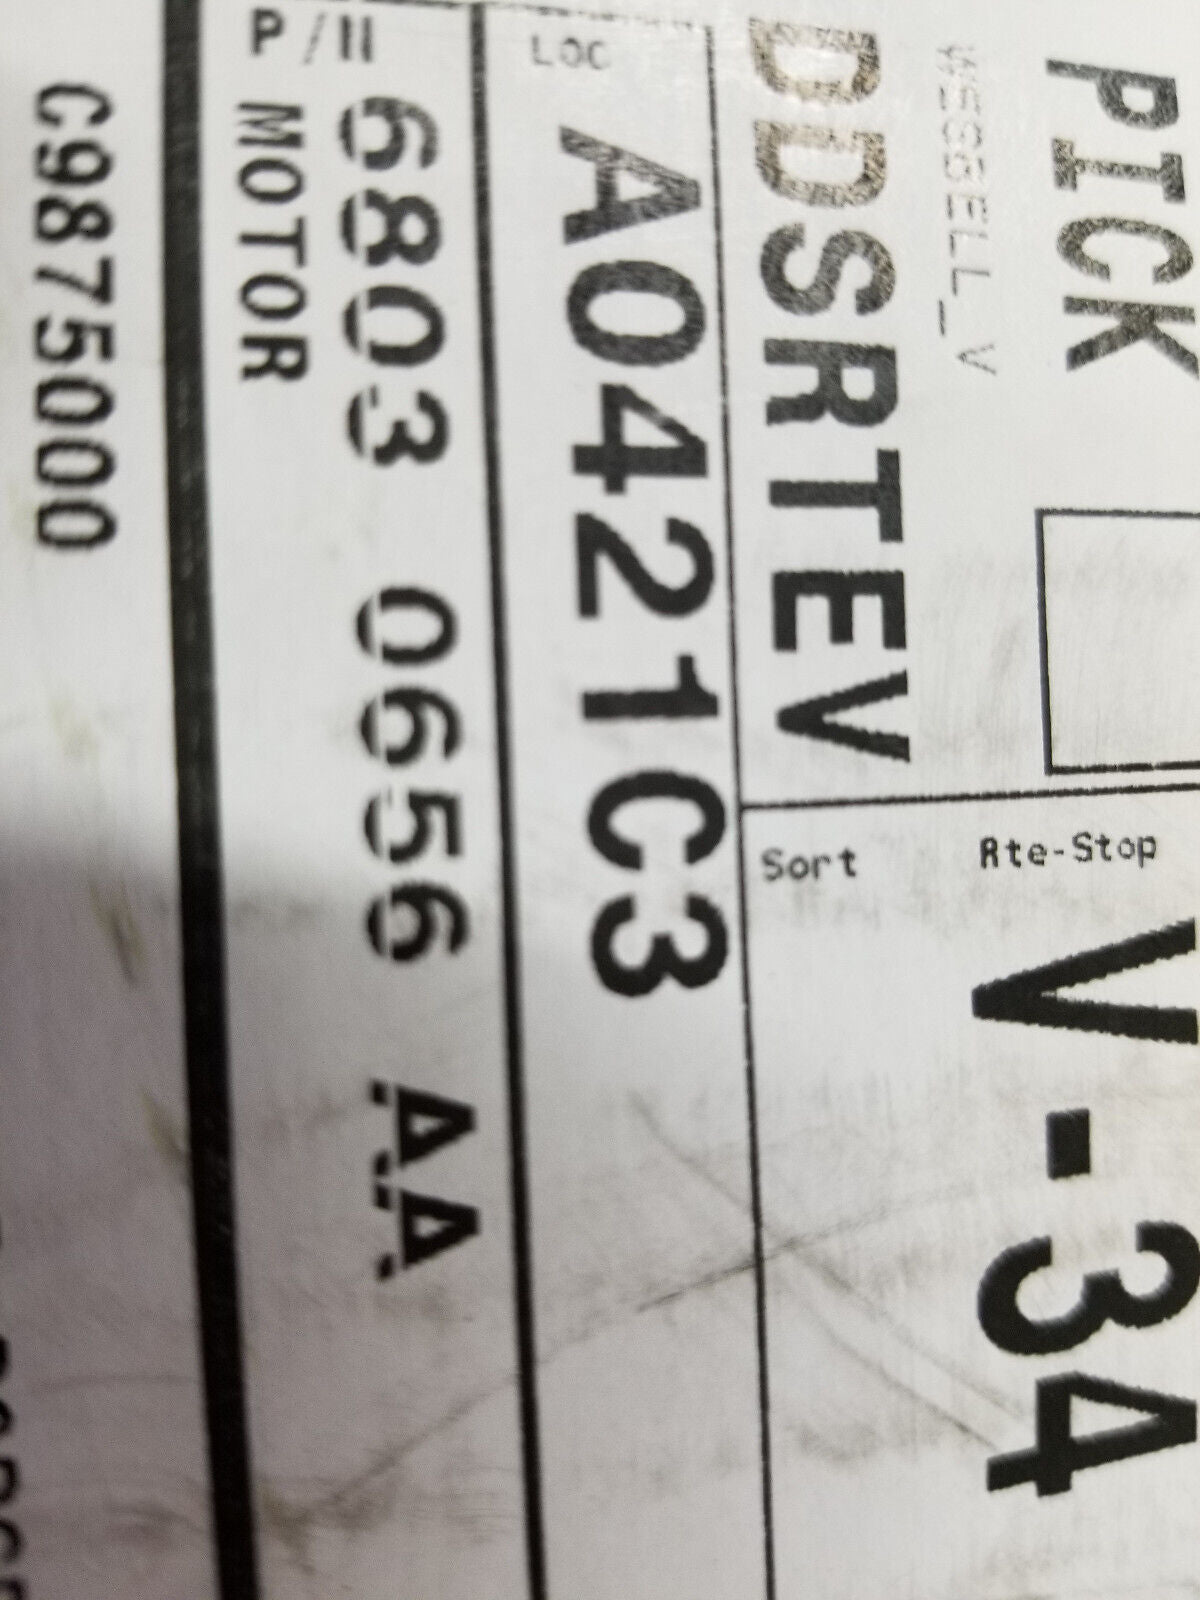 PICK
WESSELL_V
DDSRTEV
Rte-Stop
V-34
Sort
LOC
A0421C3
P/N
6803 0656 AA
MOTOR
C9875000